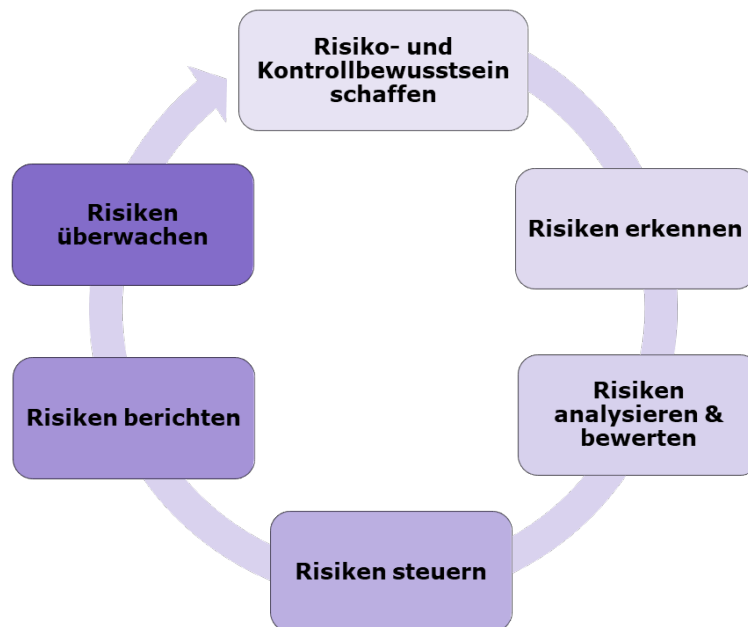 Risiko- und
Kontrollbewusstsein
schaffen
Risiken erkennen
Risiken
analysieren &
bewerten
Risiken steuern
Risiken berichten
Risiken
überwachen